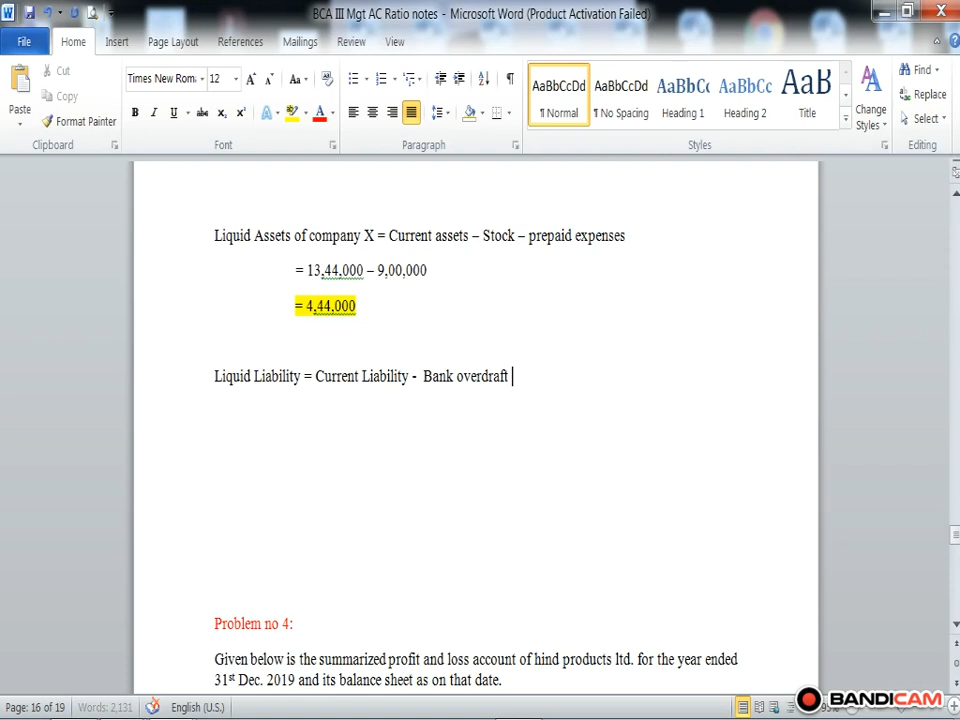 BCA III Mgt AC Ratio notes - Microsoft Word (Product Activation Failed)
File Home Insert Page Layout References Mailings Review View
Paste Cut Copy Format Painter
Times New Rom 12
AaBbCcDd AaBbCcDd AaBbCc AaBbCc AaB
¶ Normal ¶ No Spacing Heading 1 Heading 2 Title
Change Styles
Find Replace Select
Clipboard Font Paragraph Styles Editing
Liquid Assets of company X = Current assets – Stock – prepaid expenses
= 13,44,000 – 9,00,000
= 4,44,000
Liquid Liability = Current Liability - Bank overdraft
Problem no 4:
Given below is the summarized profit and loss account of hind products ltd. for the year ended
31st Dec. 2019 and its balance sheet as on that date.
Page: 16 of 19 Words: 2,131 English (U.S.)
BANDICAM